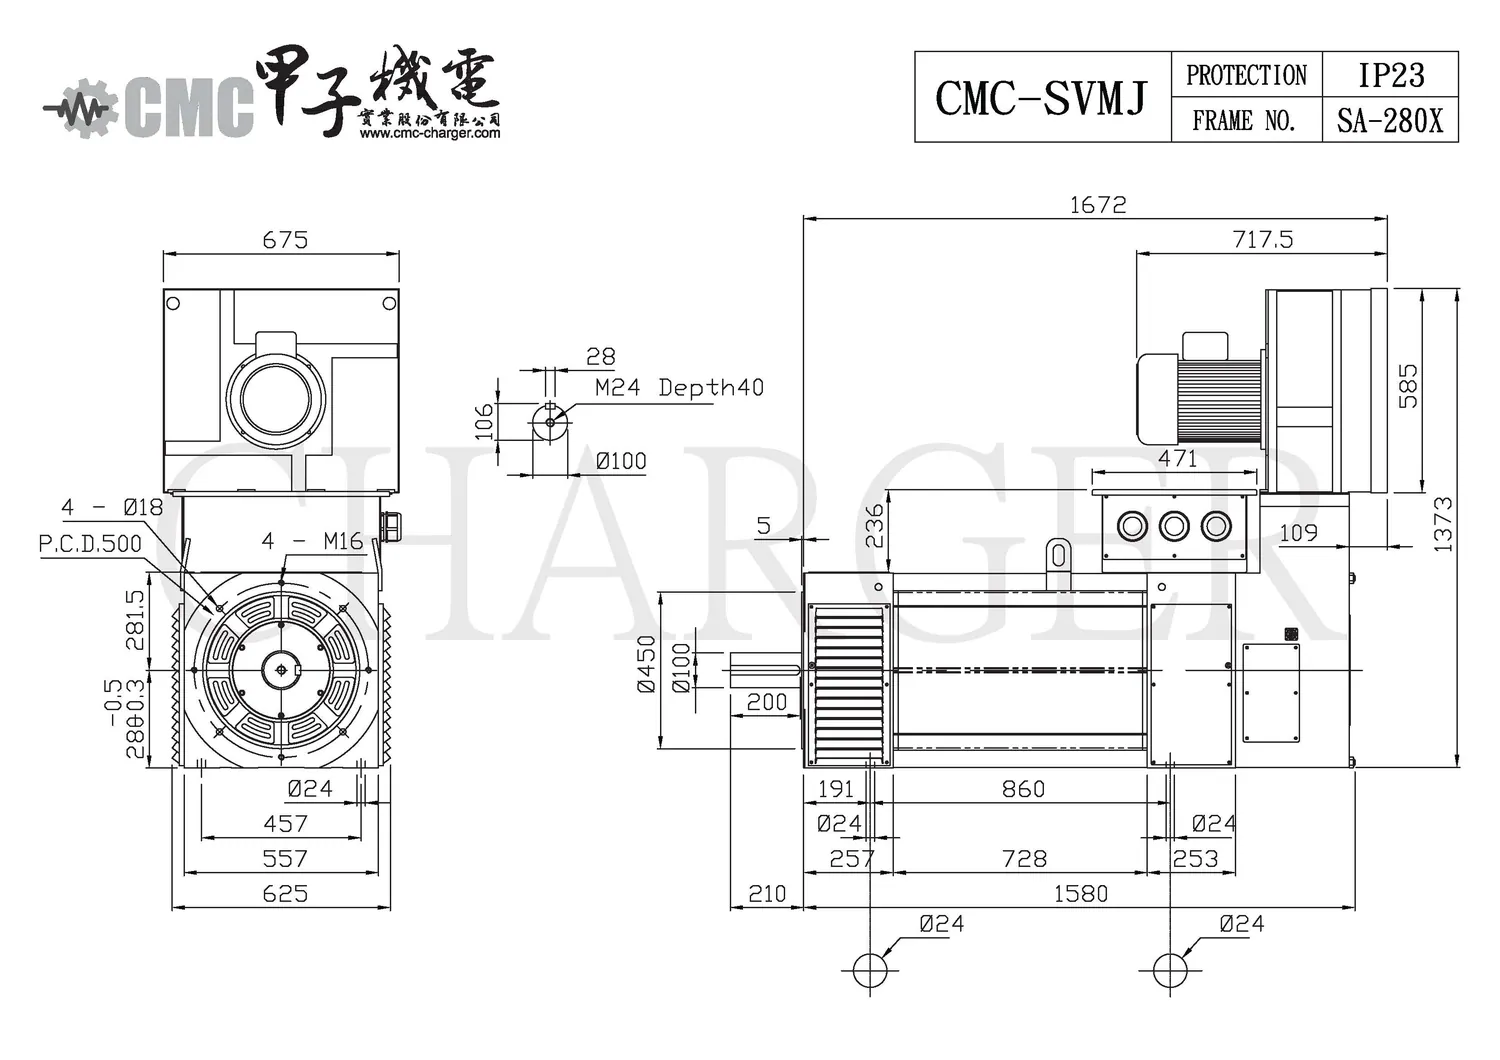 CMC 甲子機電
實業股份有限公司
www.cmc-charger.com
CMC-SVMJ
PROTECTION IP23
FRAME NO. SA-280X
1672
675
717.5
28
M24 Depth40
106
Ø100
585
1373
471
CHARGER
4 - Ø18
P.C.D.500
4 - M16
5
236
109
281.5
-0.5
280-0.3
Ø450
Ø100
200
Ø24
457
557
625
191
860
Ø24
Ø24
257
728
253
210
1580
Ø24
Ø24